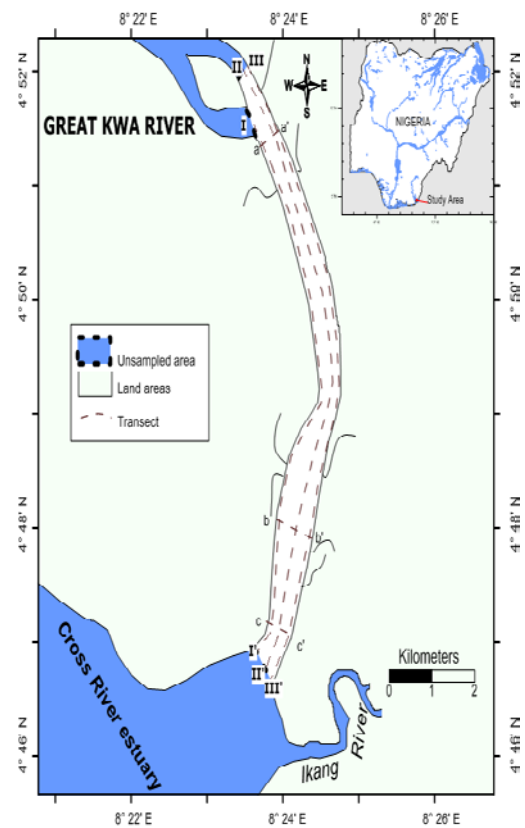 8° 22' E
8° 24' E
8° 26' E
4° 52' N
4° 52' N
III
II
N
W E
S
I
a'
a
GREAT KWA RIVER
NIGERIA
Study Area
4° 50' N
4° 50' N
Unsampled area
Land areas
Transect
4° 48' N
4° 48' N
b
b'
c
c'
I'
II'
III'
Kilometers
0 1 2
Cross River estuary
Ikang River
4° 46' N
4° 46' N
8° 22' E
8° 24' E
8° 26' E